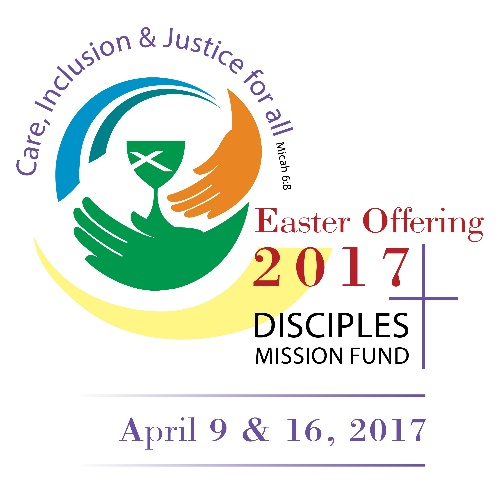 Care, Inclusion & Justice for all
Micah 6:8
Easter Offering
2017
DISCIPLES
MISSION FUND
April 9 & 16, 2017